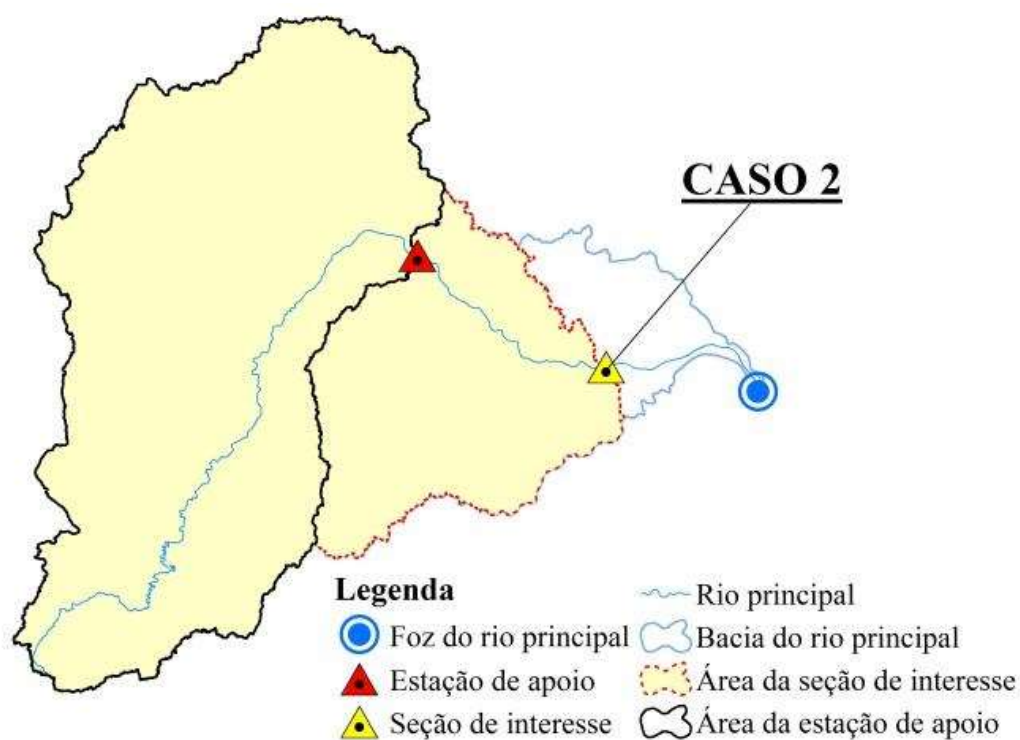 CASO 2
Legenda
Foz do rio principal
Estação de apoio
Seção de interesse
Rio principal
Bacia do rio principal
Área da seção de interesse
Área da estação de apoio